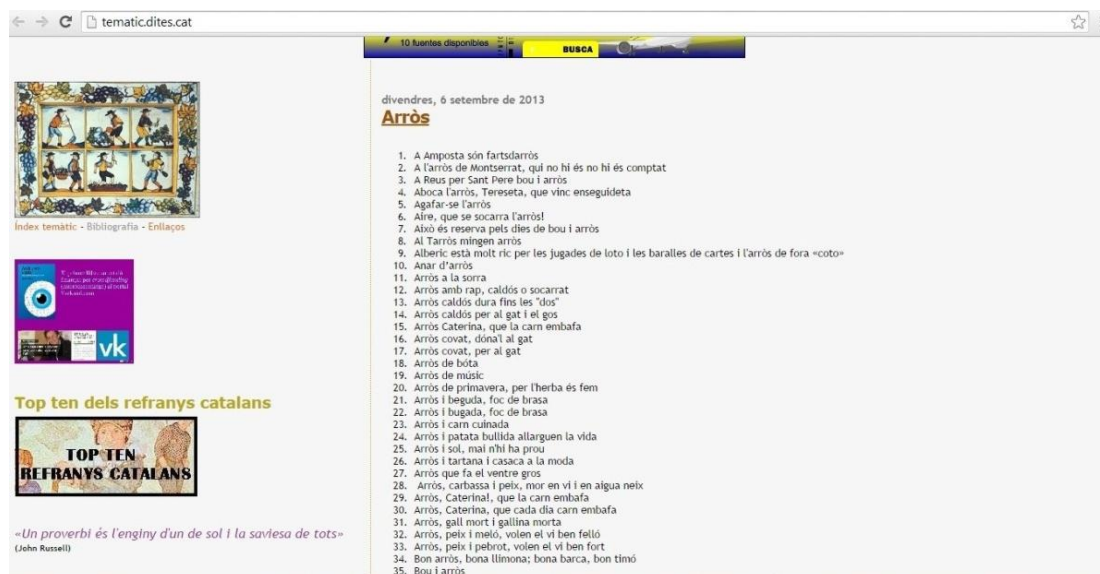 tematic.dites.cat
10 fuentes disponibles
BUSCA
Índex temàtic - Bibliografia - Enllaços
vk
Top ten dels refranys catalans
TOP TEN
REFRANYS CATALANS
«Un proverbi és l'enginy d'un de sol i la saviesa de tots»
(John Russell)
divendres, 6 setembre de 2013
Arròs
1. A Amposta són fartsdarròs
2. A l'arròs de Montserrat, qui no hi és no hi és comptat
3. A Reus per Sant Pere bou i arròs
4. Aboca l'arròs, Tereseta, que vinc enseguideta
5. Agafar-se l'arròs
6. Aire, que se socarra l'arròs!
7. Això és reserva pels dies de bou i arròs
8. Al Tarròs mingen arròs
9. Alberic està molt ric per les jugades de loto i les baralles de cartes i l'arròs de fora «coto»
10. Anar d'arròs
11. Arròs a la sorra
12. Arròs amb rap, caldós o socarrat
13. Arròs caldós dura fins les "dos"
14. Arròs caldós per al gat i el gos
15. Arròs Caterina, que la carn embafa
16. Arròs covat, dóna'l al gat
17. Arròs covat, per al gat
18. Arròs de bóta
19. Arròs de músic
20. Arròs de primavera, per l'herba és fem
21. Arròs i beguda, foc de brasa
22. Arròs i bugada, foc de brasa
23. Arròs i carn cuinada
24. Arròs i patata bullida allarguen la vida
25. Arròs i sol, mai n'hi ha prou
26. Arròs i tartana i casaca a la moda
27. Arròs que fa el ventre gros
28. Arròs, carbassa i peix, mor en vi i en aigua neix
29. Arròs, Caterina!, que la carn embafa
30. Arròs, Caterina, que cada dia carn embafa
31. Arròs, gall mort i gallina morta
32. Arròs, peix i meló, volen el vi ben felló
33. Arròs, peix i pebrot, volen el vi ben fort
34. Bon arròs, bona llimona; bona barca, bon timó
35. Bou i arròs